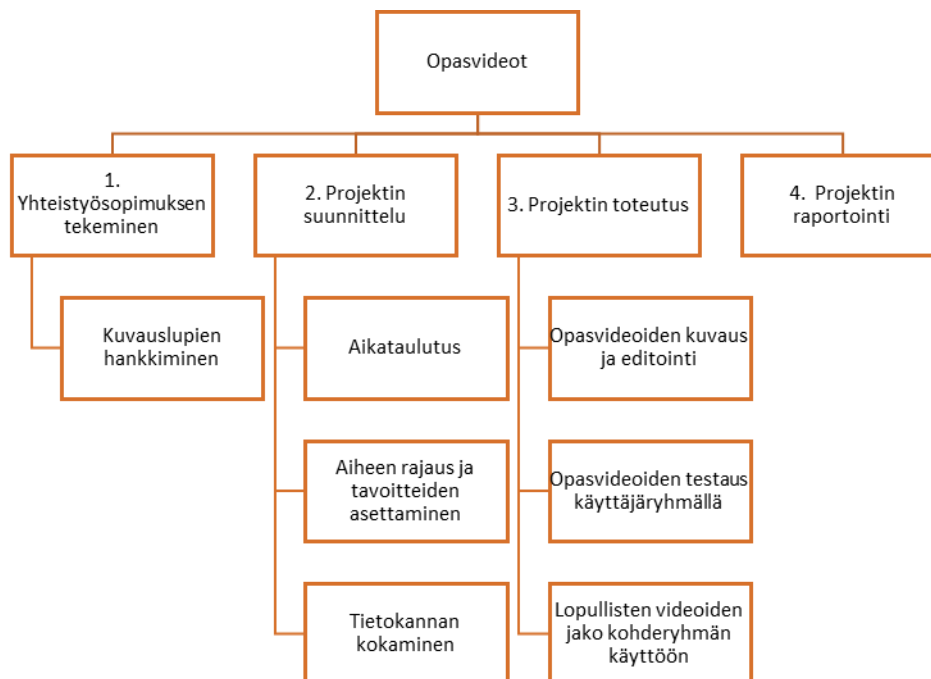 Opasvideot
1.
Yhteistyösopimuksen
tekeminen
2. Projektin
suunnittelu
3. Projektin toteutus
4. Projektin
raportointi
Kuvauslupien
hankkiminen
Aikataulutus
Opasvideoiden kuvaus
ja editointi
Aiheen rajaus ja
tavoitteiden
asettaminen
Opasvideoiden testaus
käyttäjäryhmällä
Tietokannan
kokaminen
Lopullisten videoiden
jako kohderyhmän
käyttöön